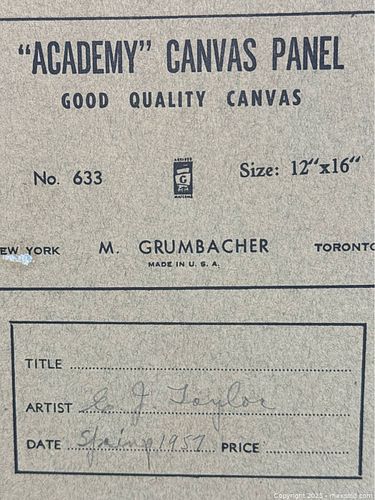 "ACADEMY" CANVAS PANEL
GOOD QUALITY CANVAS
No. 633 G Size: 12"x16"
EW YORK M. GRUMBACHER TORONTO
MADE IN U. S. A.
TITLE
ARTIST C J. Taylor
DATE Spring 1957 PRICE
Copyright 2025 - maxsold.com